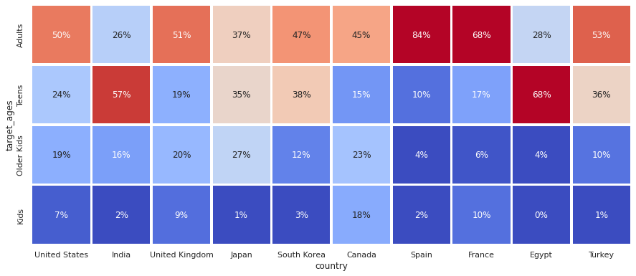 Adults 50% 26% 51% 37% 47% 45% 84% 68% 28% 53%
Teens 24% 57% 19% 35% 38% 15% 10% 17% 68% 36%
target_ages
Older Kids 19% 16% 20% 27% 12% 23% 4% 6% 4% 10%
Kids 7% 2% 9% 1% 3% 18% 2% 10% 0% 1%
United States India United Kingdom Japan South Korea Canada Spain France Egypt Turkey
country